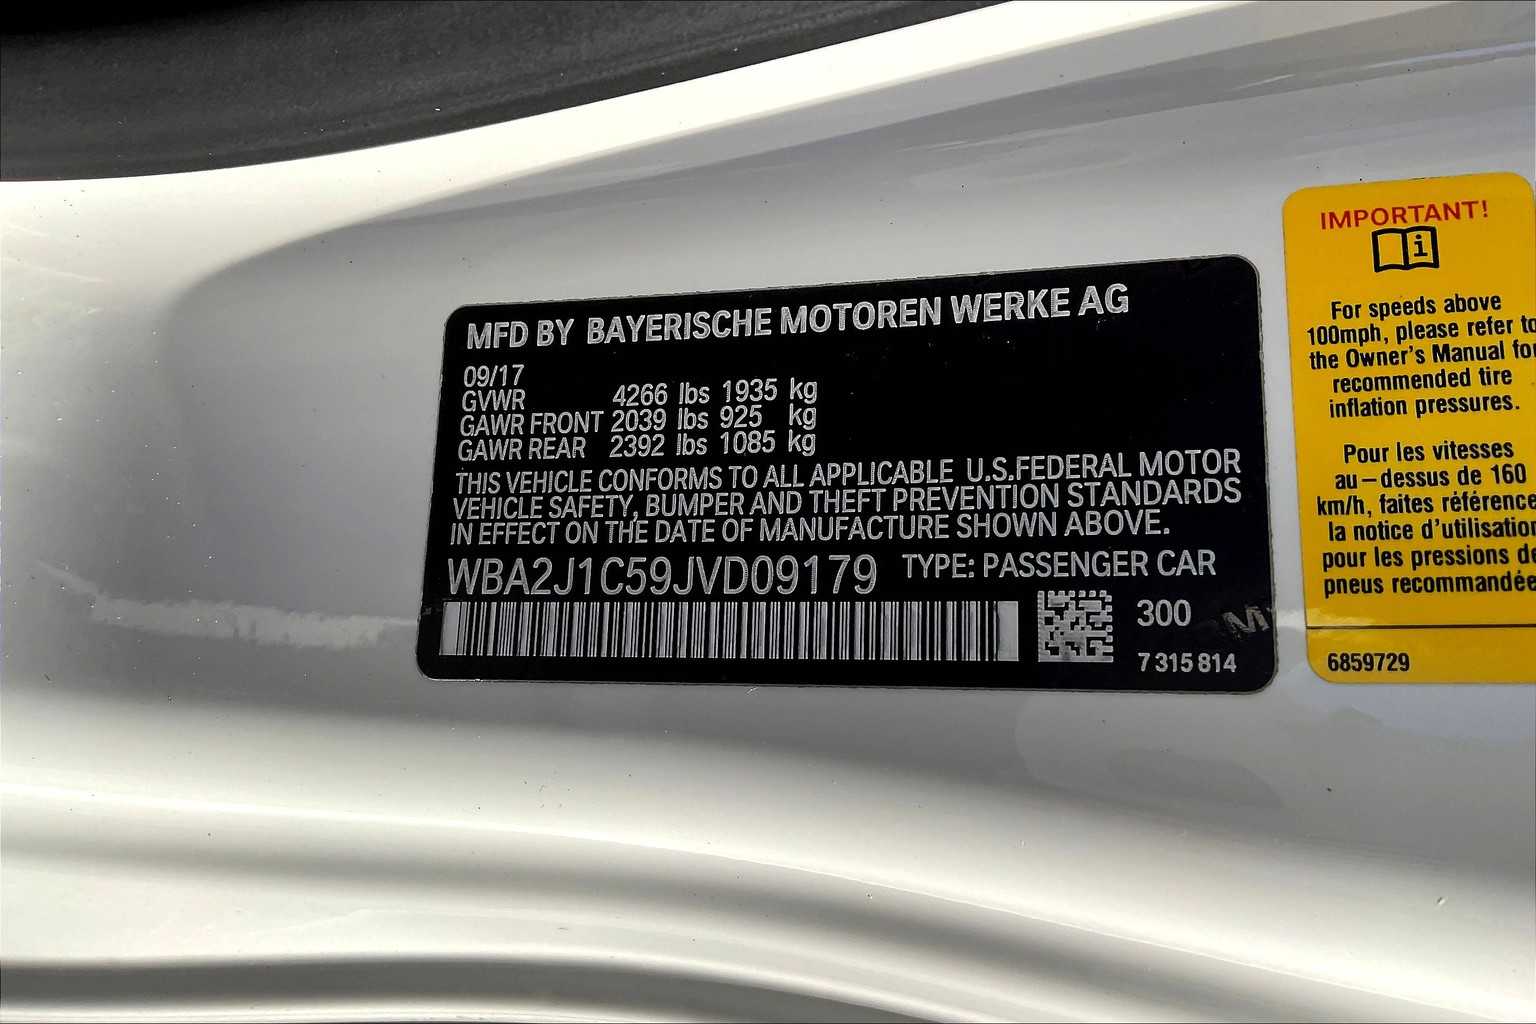 MFD BY BAYERISCHE MOTOREN WERKE AG
09/17
GVWR 4266 lbs 1935 kg
GAWR FRONT 2039 lbs 925 kg
GAWR REAR 2392 lbs 1085 kg
THIS VEHICLE CONFORMS TO ALL APPLICABLE U.S.FEDERAL MOTOR
VEHICLE SAFETY, BUMPER AND THEFT PREVENTION STANDARDS
IN EFFECT ON THE DATE OF MANUFACTURE SHOWN ABOVE.
WBA2J1C59JVD09179 TYPE: PASSENGER CAR
300
7 315 814
IMPORTANT!
i
For speeds above
100mph, please refer to
the Owner's Manual for
recommended tire
inflation pressures.
Pour les vitesses
au-dessus de 160
km/h, faites référence
la notice d'utilisation
pour les pressions de
pneus recommandée
6859729